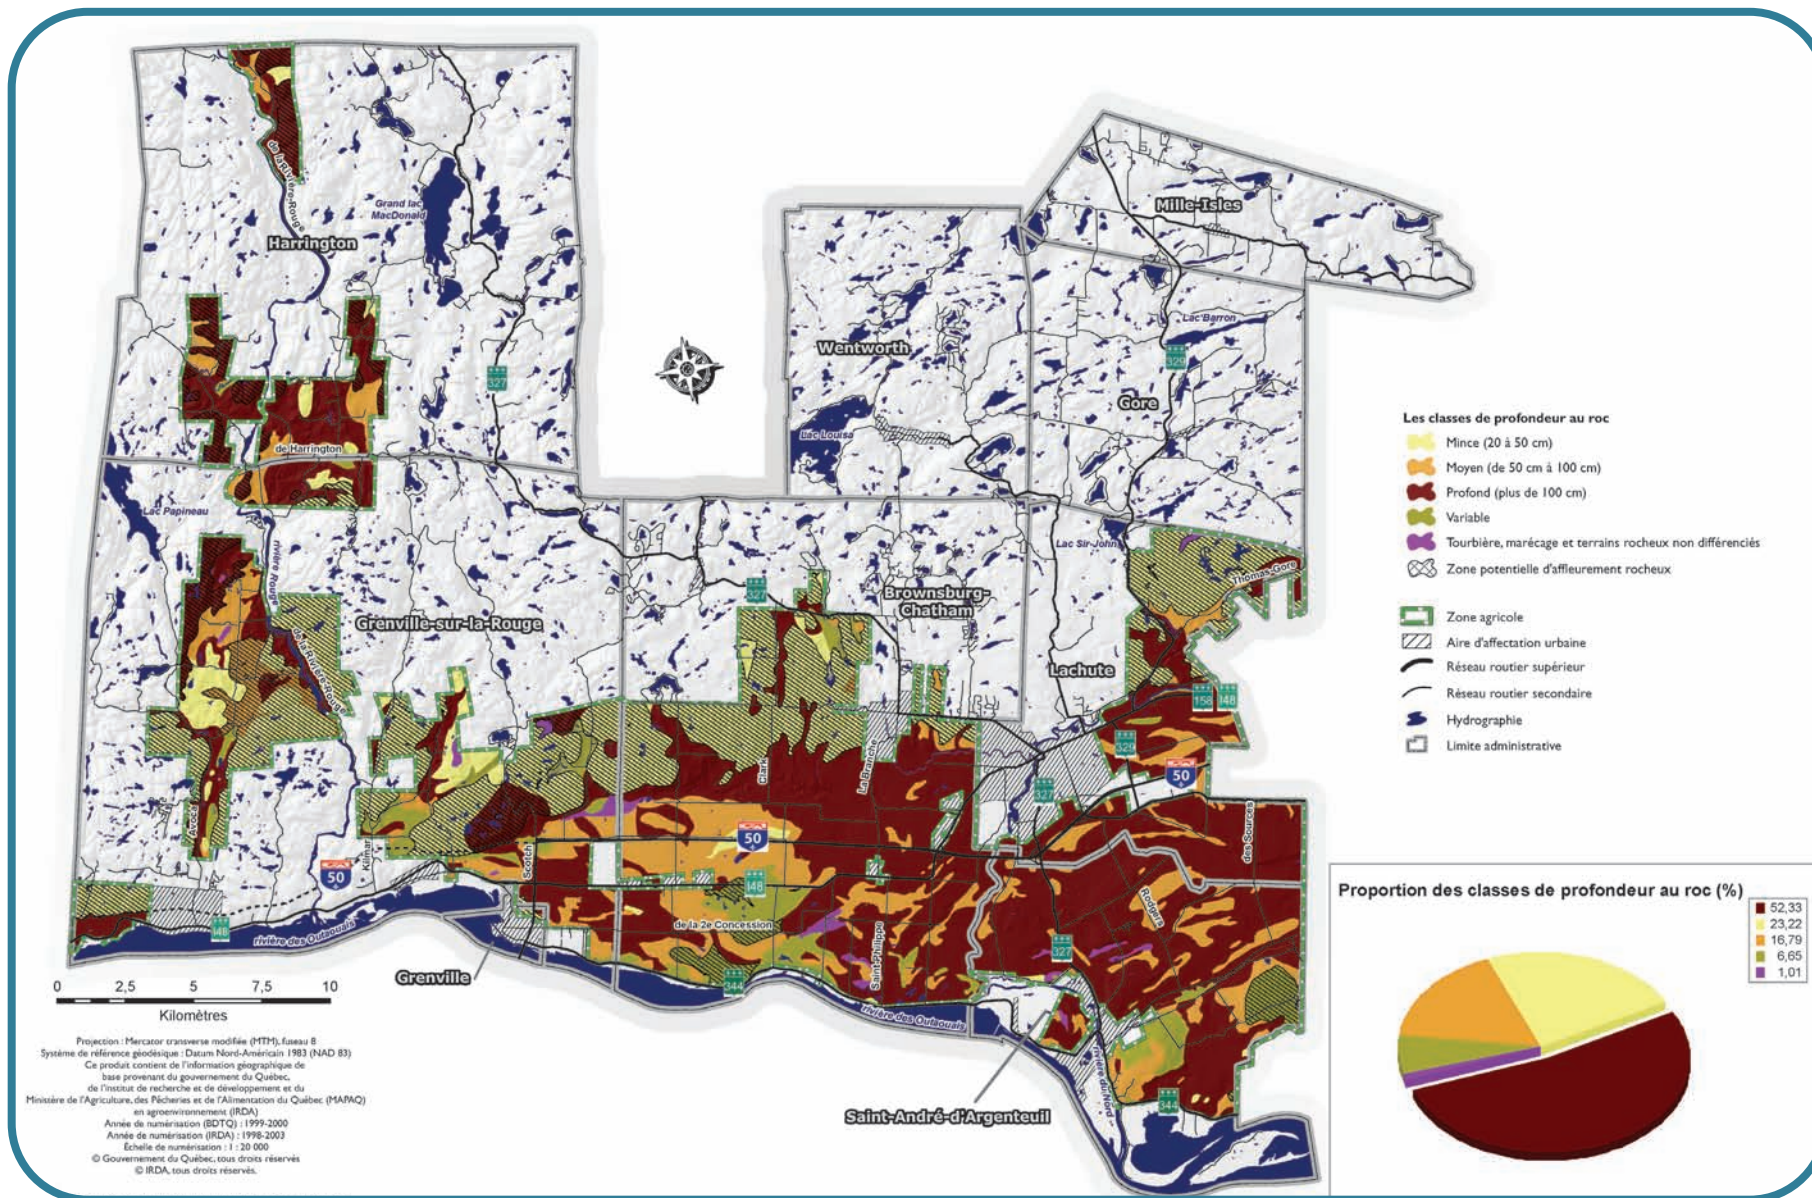 Harrington
Grand lac
MacDonald
de la Rivière-Rouge
327
de Harrington
Mille-Isles
Lac Barron
329
Wentworth
Gore
Lac Louisa
Lac Papineau
rivière Rouge
de la Rivière-Rouge
Grenville-sur-la-Rouge
327
Brownsburg-
Chatham
Lac Sir-John
Thomas-Gore
Lachute
158
148
329
50
327
Clark
La Branche
des Sources
Avoca
Kilmar
Scotch
50
50
148
148
de la 2e Concession
Saint-Philippe
Rodgers
327
344
rivière des Outaouais
rivière des Outaouais
Grenville
Saint-André-d'Argenteuil
rivière du Nord
344
Les classes de profondeur au roc
Mince (20 à 50 cm)
Moyen (de 50 cm à 100 cm)
Profond (plus de 100 cm)
Variable
Tourbière, marécage et terrains rocheux non différenciés
Zone potentielle d'affleurement rocheux
Zone agricole
Aire d'affectation urbaine
Réseau routier supérieur
Réseau routier secondaire
Hydrographie
Limite administrative
Proportion des classes de profondeur au roc (%)
52,33
23,22
16,79
6,65
1,01
0 2,5 5 7,5 10
Kilomètres
Projection : Mercator transverse modifiée (MTM), fuseau 8
Système de référence géodésique : Datum Nord-Américain 1983 (NAD 83)
Ce produit contient de l'information géographique de
base provenant du gouvernement du Québec,
de l'institut de recherche et de développement et du
Ministère de l'Agriculture, des Pêcheries et de l'Alimentation du Québec (MAPAQ)
en agroenvironnement (IRDA)
Année de numérisation (BDTQ) : 1999-2000
Année de numérisation (IRDA) : 1998-2003
Échelle de numérisation : 1 : 20 000
© Gouvernement du Québec, tous droits réservés
© IRDA, tous droits réservés.